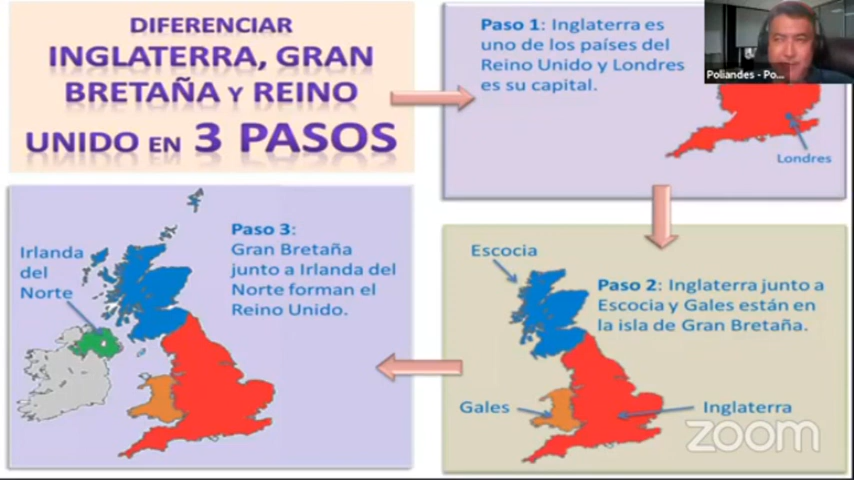 DIFERENCIAR
INGLATERRA, GRAN
BRETAÑA Y REINO
UNIDO EN 3 PASOS
Paso 1: Inglaterra es
uno de los países del
Reino Unido y Londres
es su capital.
Poliandes - Po...
Londres
Escocia
Paso 2: Inglaterra junto a
Escocia y Gales están en
la isla de Gran Bretaña.
Gales
Inglaterra
Paso 3:
Gran Bretaña
junto a Irlanda del
Norte forman el
Reino Unido.
Irlanda
del
Norte
zoom